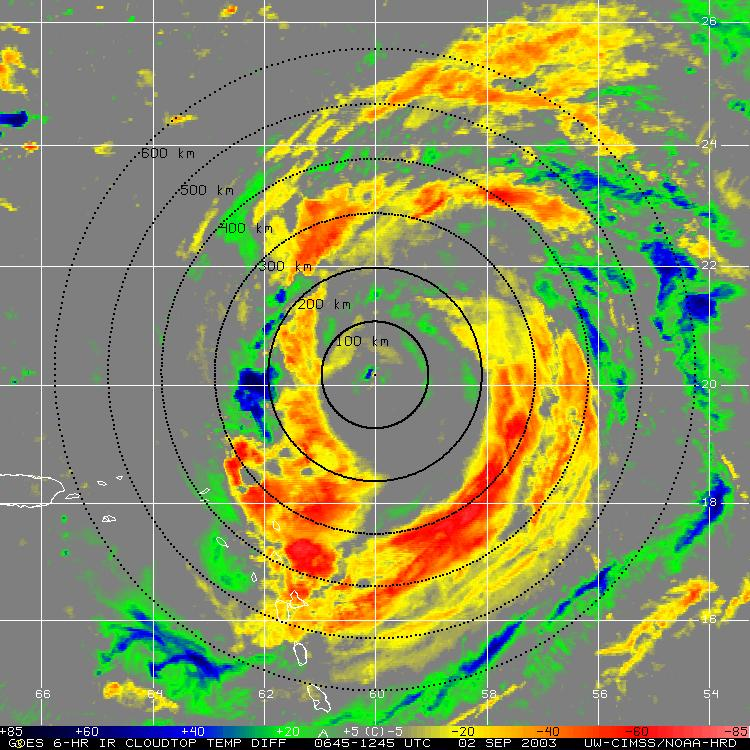 26
24
600 km
500 km
400 km
300 km
22
200 km
100 km
20
18
16
66 64 62 60 58 56 54
+85 +60 +40 +20 +5(C)-5 -20 -40 -60 -85
GOES 6-HR IR CLOUDTOP TEMP DIFF 0645-1245 UTC 02 SEP 2003 UW-CIMSS/NOAA-HRD